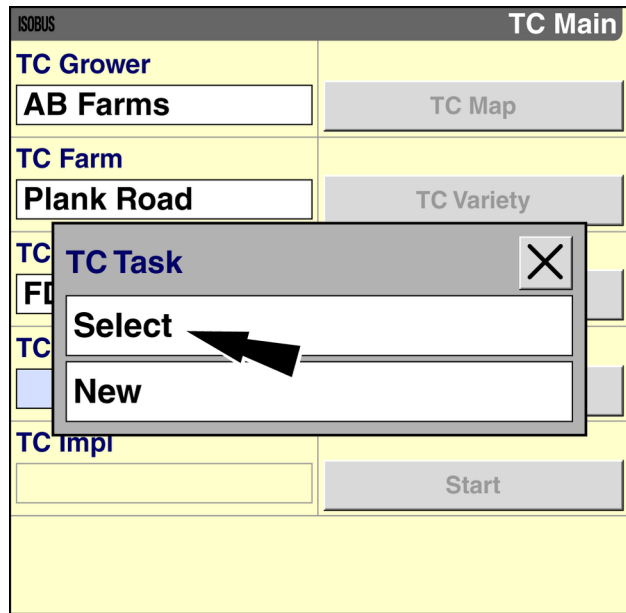 ISOBUS
TC Main
TC Grower
AB Farms
TC Map
TC Farm
Plank Road
TC Variety
TC
TC Task
Select
TC
New
TC Impl
Start